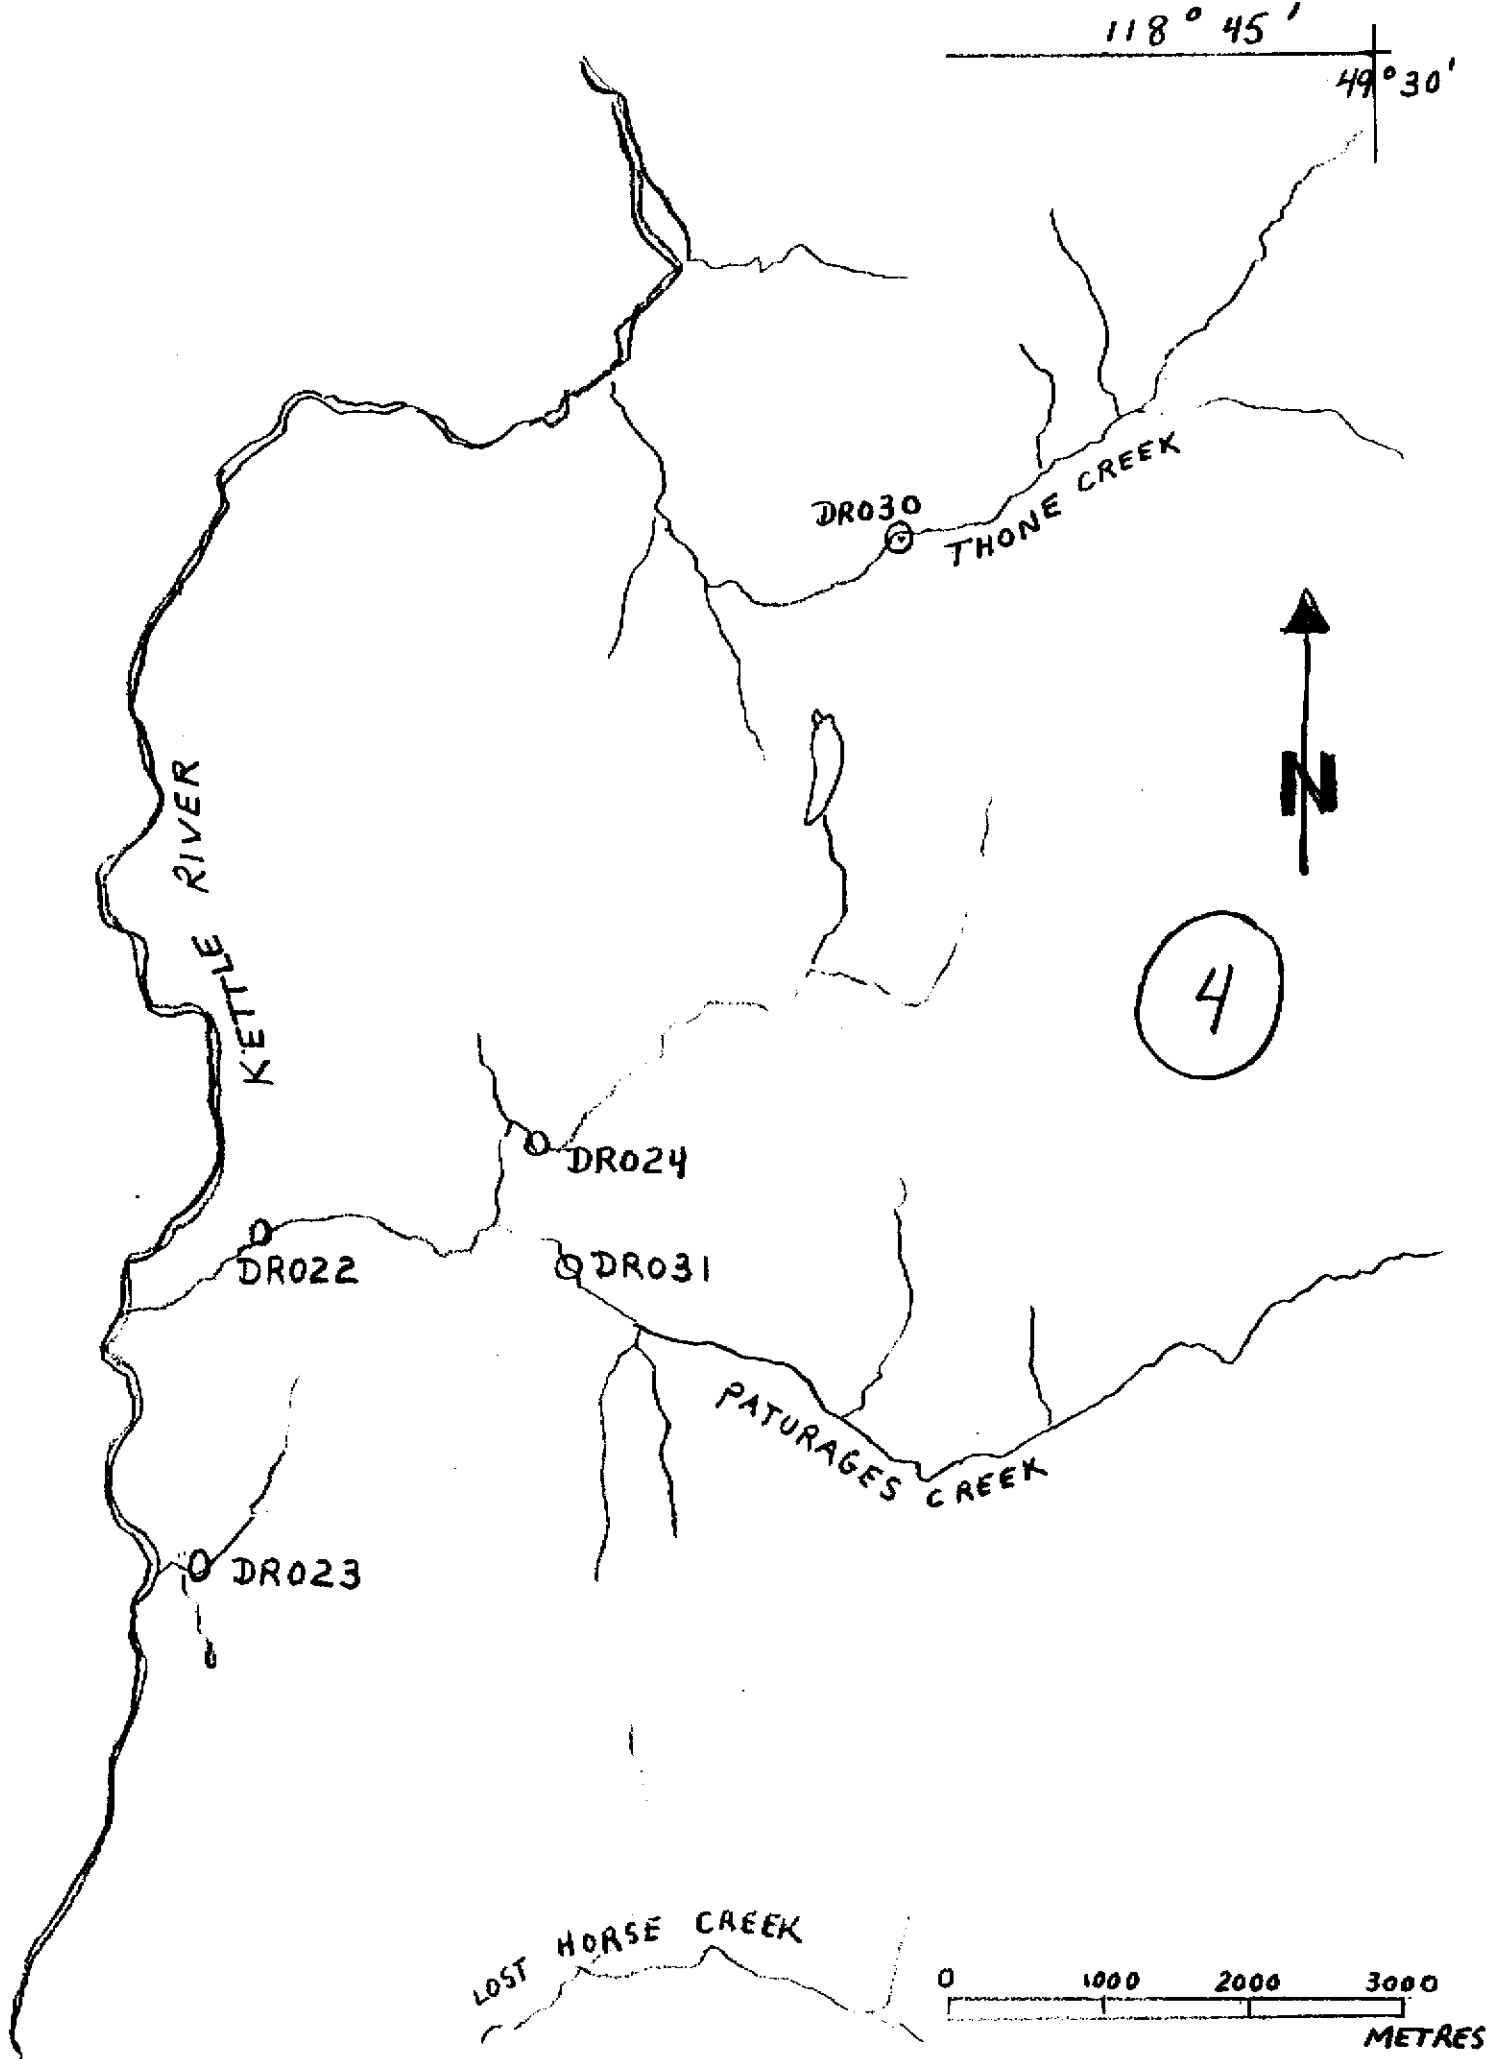 118° 45'
49° 30'
DR030
THONE CREEK
N
KETTLE RIVER
4
DR024
DR022
DR031
PATURAGES CREEK
DR023
LOST HORSE CREEK
0 1000 2000 3000
METRES